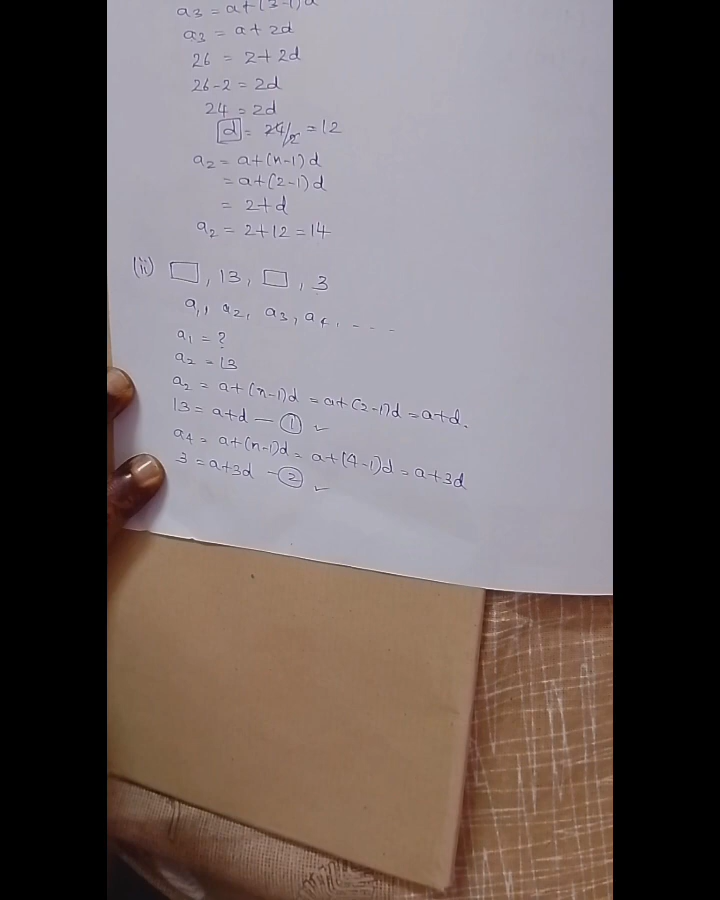 a3 = a+(3-1)d
a3 = a+2d
26 = 2+2d
26-2 = 2d
24 = 2d
d = 24/2 = 12
a2 = a+(n-1)d
= a+(2-1)d
= 2+d
a2 = 2+12 = 14
(ii) □, 13, □, 3
a1, a2, a3, a4, ----
a1 = ?
a2 = 13
a2 = a+(n-1)d = a+(2-1)d = a+d.
13 = a+d — ① ✓
a4 = a+(n-1)d = a+(4-1)d = a+3d
3 = a+3d - ② ✓